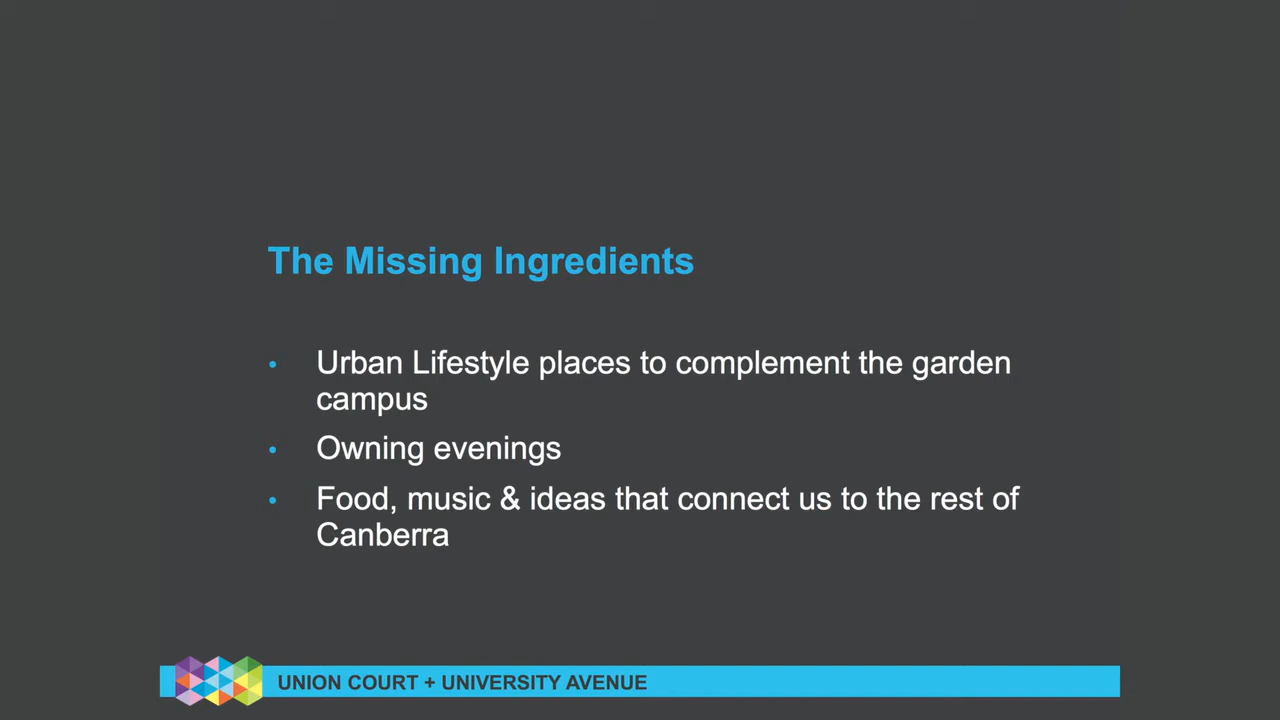 The Missing Ingredients
• Urban Lifestyle places to complement the garden
campus
• Owning evenings
• Food, music & ideas that connect us to the rest of
Canberra
UNION COURT + UNIVERSITY AVENUE